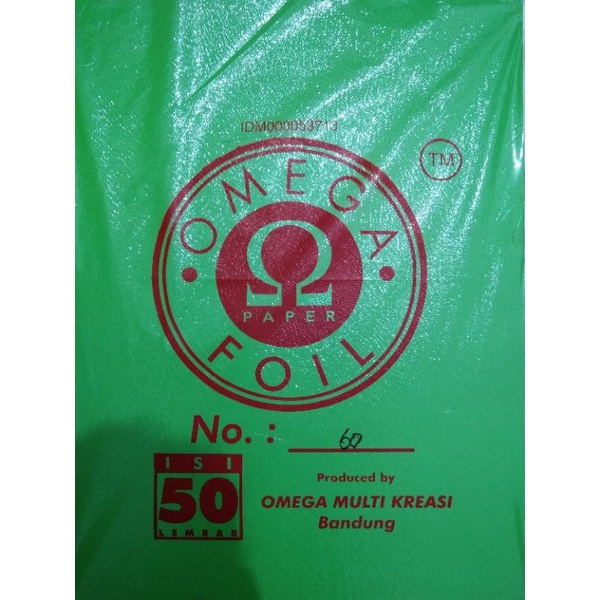 IDM000053713
TM
OMEGA
Ω
PAPER
FOIL
No. : 60
ISI
50
LEMBAR
Produced by
OMEGA MULTI KREASI
Bandung